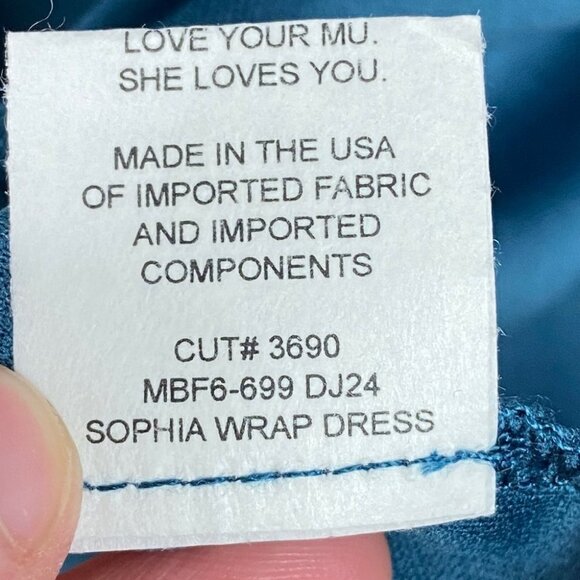 LOVE YOUR MU.
SHE LOVES YOU.
MADE IN THE USA
OF IMPORTED FABRIC
AND IMPORTED
COMPONENTS
CUT# 3690
MBF6-699 DJ24
SOPHIA WRAP DRESS